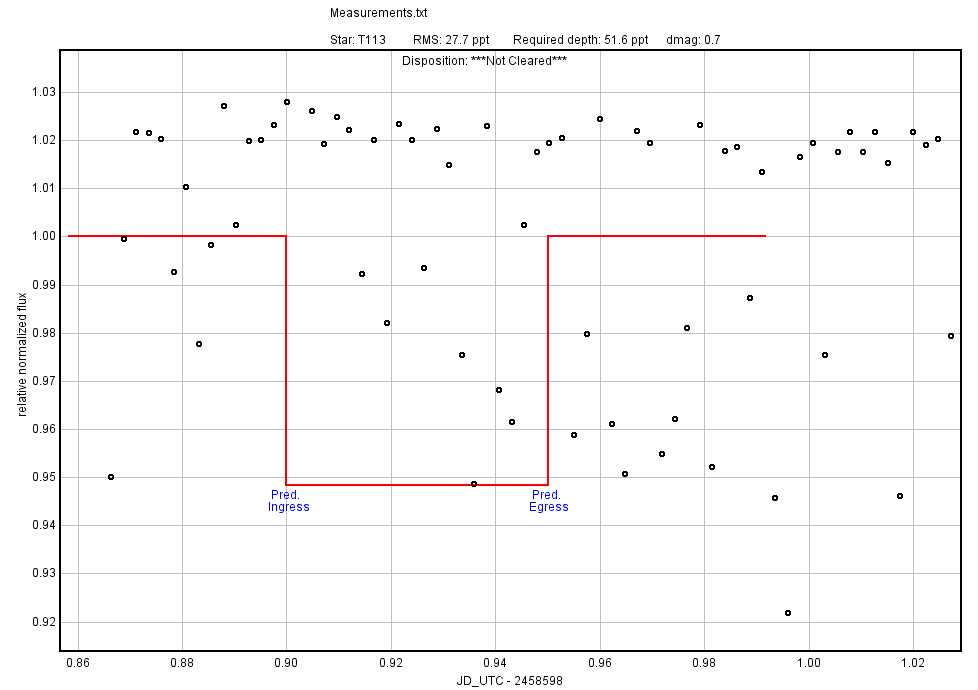 Measurements.txt
Star: T113 RMS: 27.7 ppt Required depth: 51.6 ppt dmag: 0.7
Disposition: ***Not Cleared***
1.03
1.02
1.01
1.00
0.99
0.98
0.97
0.96
0.95
0.94
0.93
0.92
relative normalized flux
Pred.
Ingress
Pred.
Egress
0.86 0.88 0.90 0.92 0.94 0.96 0.98 1.00 1.02
JD_UTC - 2458598